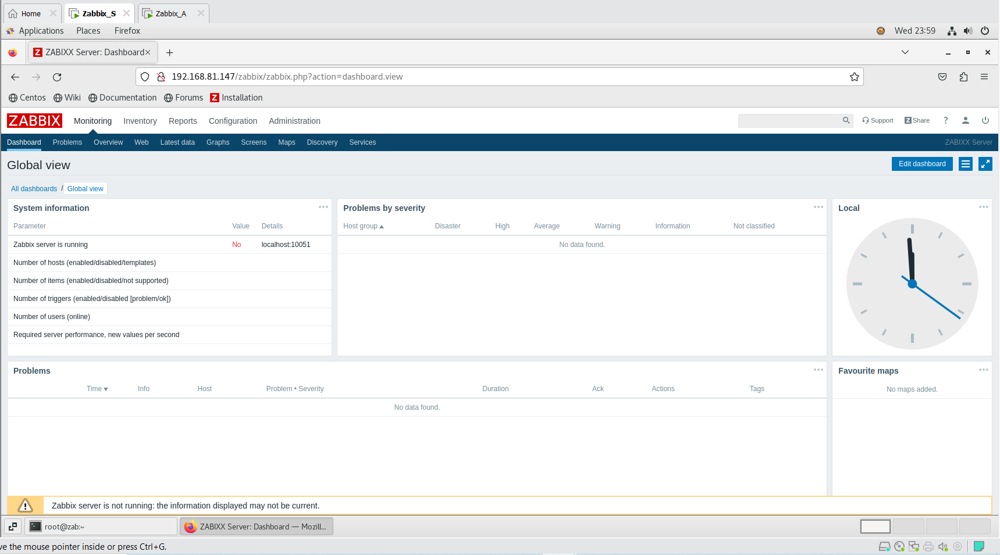 Home
Zabbix_S
Zabbix_A
Applications Places Firefox
Wed 23:59
Z ZABIXX Server: Dashboard
192.168.81.147/zabbix/zabbix.php?action=dashboard.view
Centos Wiki Documentation Forums Z Installation
ZABBIX Monitoring Inventory Reports Configuration Administration
Support Z Share ?
Dashboard Problems Overview Web Latest data Graphs Screens Maps Discovery Services
ZABIXX Server
Global view
Edit dashboard
All dashboards / Global view
System information
Parameter Value Details
Zabbix server is running No localhost:10051
Number of hosts (enabled/disabled/templates)
Number of items (enabled/disabled/not supported)
Number of triggers (enabled/disabled [problem/ok])
Number of users (online)
Required server performance, new values per second
Problems by severity
Host group Disaster High Average Warning Information Not classified
No data found.
Local
Problems
Time Info Host Problem • Severity Duration Ack Actions Tags
No data found.
Favourite maps
No maps added.
Zabbix server is not running: the information displayed may not be current.
root@zab:~
ZABIXX Server: Dashboard — Mozill...
ve the mouse pointer inside or press Ctrl+G.